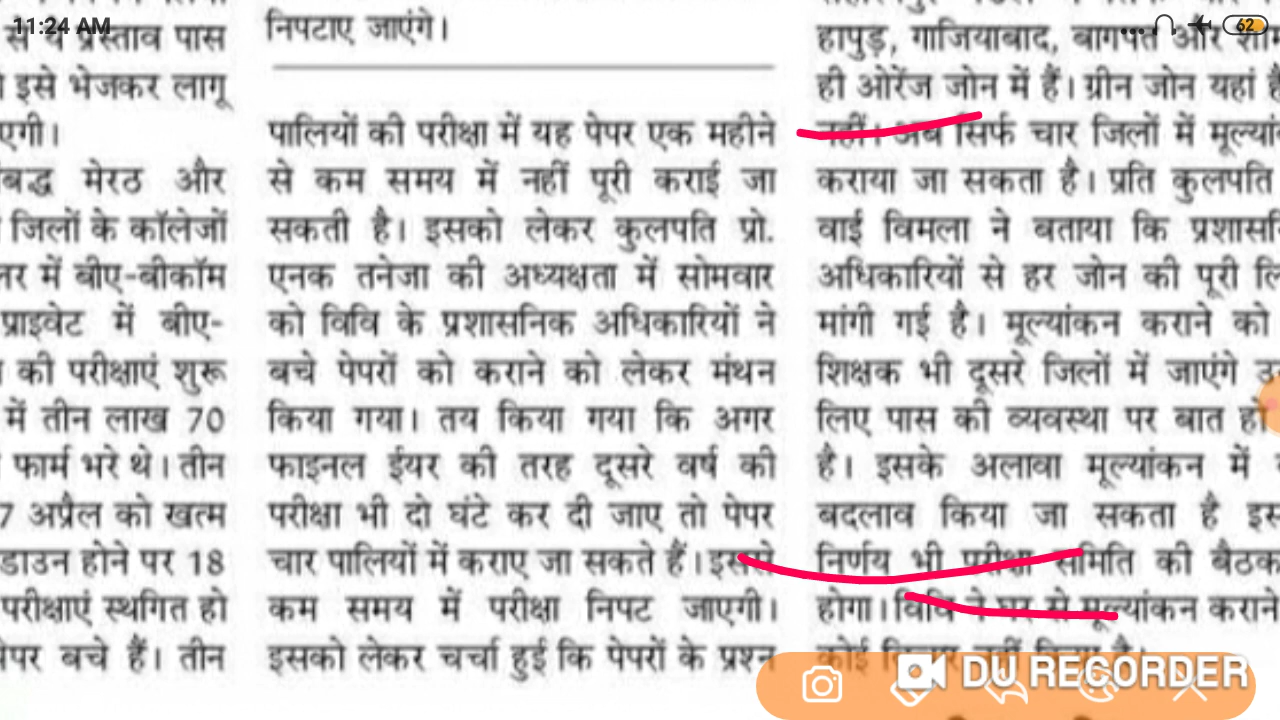 11:24 AM
62
से ये प्रस्ताव पास
इसे भेजकर लागू
एगी।
बद्ध मेरठ और
जिलों के कॉलेजों
में बीए-बीकॉम
प्राइवेट में बीए-
की परीक्षाएं शुरू
में तीन लाख 70
फार्म भरे थे। तीन
7 अप्रैल को खत्म
डाउन होने पर 18
परीक्षाएं स्थगित हो
पेपर बचे हैं। तीन
निपटाए जाएंगे।
पालियों की परीक्षा में यह पेपर एक महीने
से कम समय में नहीं पूरी कराई जा
सकती है। इसको लेकर कुलपति प्रो.
एनक तनेजा की अध्यक्षता में सोमवार
को विवि के प्रशासनिक अधिकारियों ने
बचे पेपरों को कराने को लेकर मंथन
किया गया। तय किया गया कि अगर
फाइनल ईयर की तरह दूसरे वर्ष की
परीक्षा भी दो घंटे कर दी जाए तो पेपर
चार पालियों में कराए जा सकते हैं। इससे
कम समय में परीक्षा निपट जाएगी।
इसको लेकर चर्चा हुई कि पेपरों के प्रश्न
हापुड़, गाजियाबाद, बागपत और
ही ओरेंज जोन में हैं। ग्रीन जोन यहां
नहीं। अब सिर्फ चार जिलों में
कराया जा सकता है। प्रति कुलपति
वाई विमला ने बताया कि
अधिकारियों से हर जोन की पूरी
मांगी गई है। मूल्यांकन कराने को
शिक्षक भी दूसरे जिलों में जाएंगे
लिए पास की व्यवस्था पर बात हो
है। इसके अलावा मूल्यांकन में
बदलाव किया जा सकता है
निर्णय भी परीक्षा समिति की बैठक
होगा। विवि ने घर से मूल्यांकन कराने
कोई
DU RECORDER